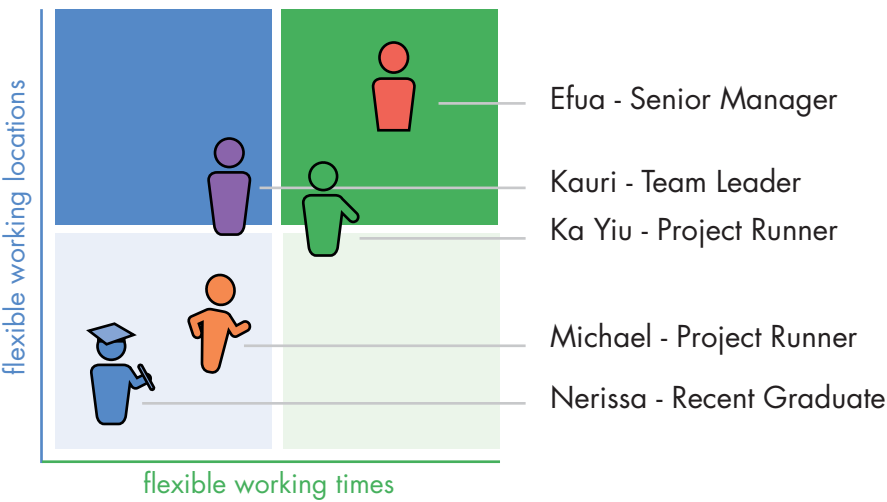 flexible working locations
Efua - Senior Manager
Kauri - Team Leader
Ka Yiu - Project Runner
Michael - Project Runner
Nerissa - Recent Graduate
flexible working times